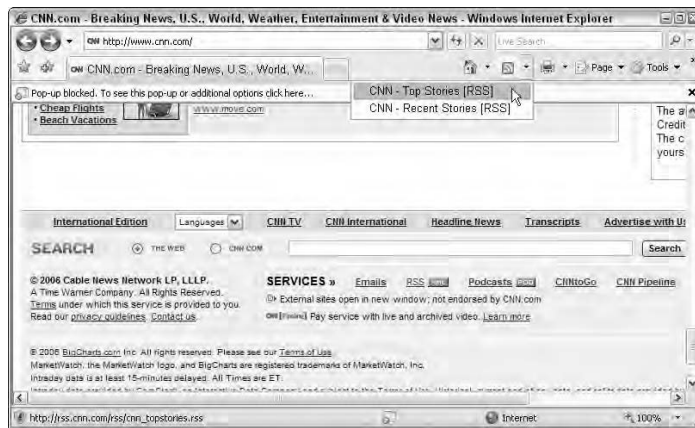 CNN.com - Breaking News, U.S., World, Weather, Entertainment & Video News - Windows Internet Explorer
http://www.cnn.com/
Live Search
CNN CNN.com - Breaking News, U.S., World, W...
Page Tools
Pop-up blocked. To see this pop-up or additional options click here...
CNN - Top Stories [RSS]
CNN - Recent Stories [RSS]
• Cheap Flights
• Beach Vacations
www.move.com
The a
Credit
The c
yours
International Edition Languages CNN TV CNN International Headline News Transcripts Advertise with Us
SEARCH THE WEB CNN.COM Search
© 2006 Cable News Network LP, LLLP.
A Time Warner Company. All Rights Reserved.
Terms under which this service is provided to you.
Read our privacy guidelines. Contact us.
SERVICES » Emails RSS Podcasts CNNtoGo CNN Pipeline
External sites open in new window; not endorsed by CNN.com
Pay service with live and archived video. Learn more
© 2006 BigCharts.com Inc. All rights reserved. Please see our Terms of Use.
MarketWatch, the MarketWatch logo, and BigCharts are registered trademarks of MarketWatch, Inc.
Intraday data is at least 15-minutes delayed. All Times are ET.
http://rss.cnn.com/rss/cnn_topstories.rss
Internet
100%